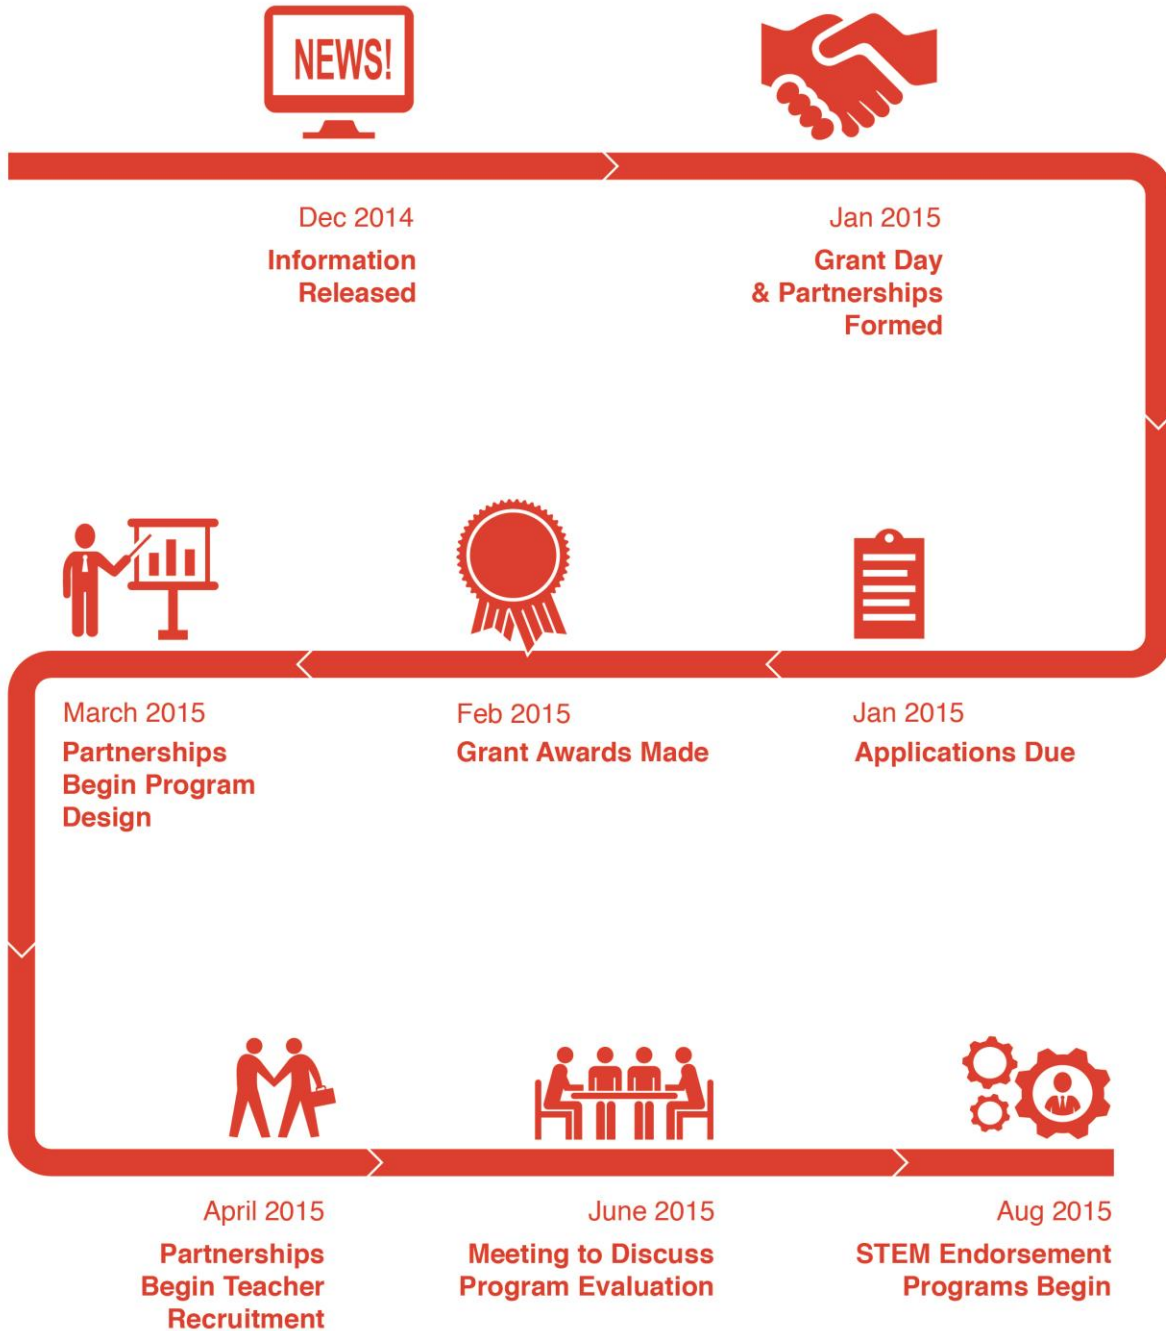 NEWS!
Dec 2014
Information
Released
Jan 2015
Grant Day
& Partnerships
Formed
March 2015
Partnerships
Begin Program
Design
Feb 2015
Grant Awards Made
Jan 2015
Applications Due
April 2015
Partnerships
Begin Teacher
Recruitment
June 2015
Meeting to Discuss
Program Evaluation
Aug 2015
STEM Endorsement
Programs Begin